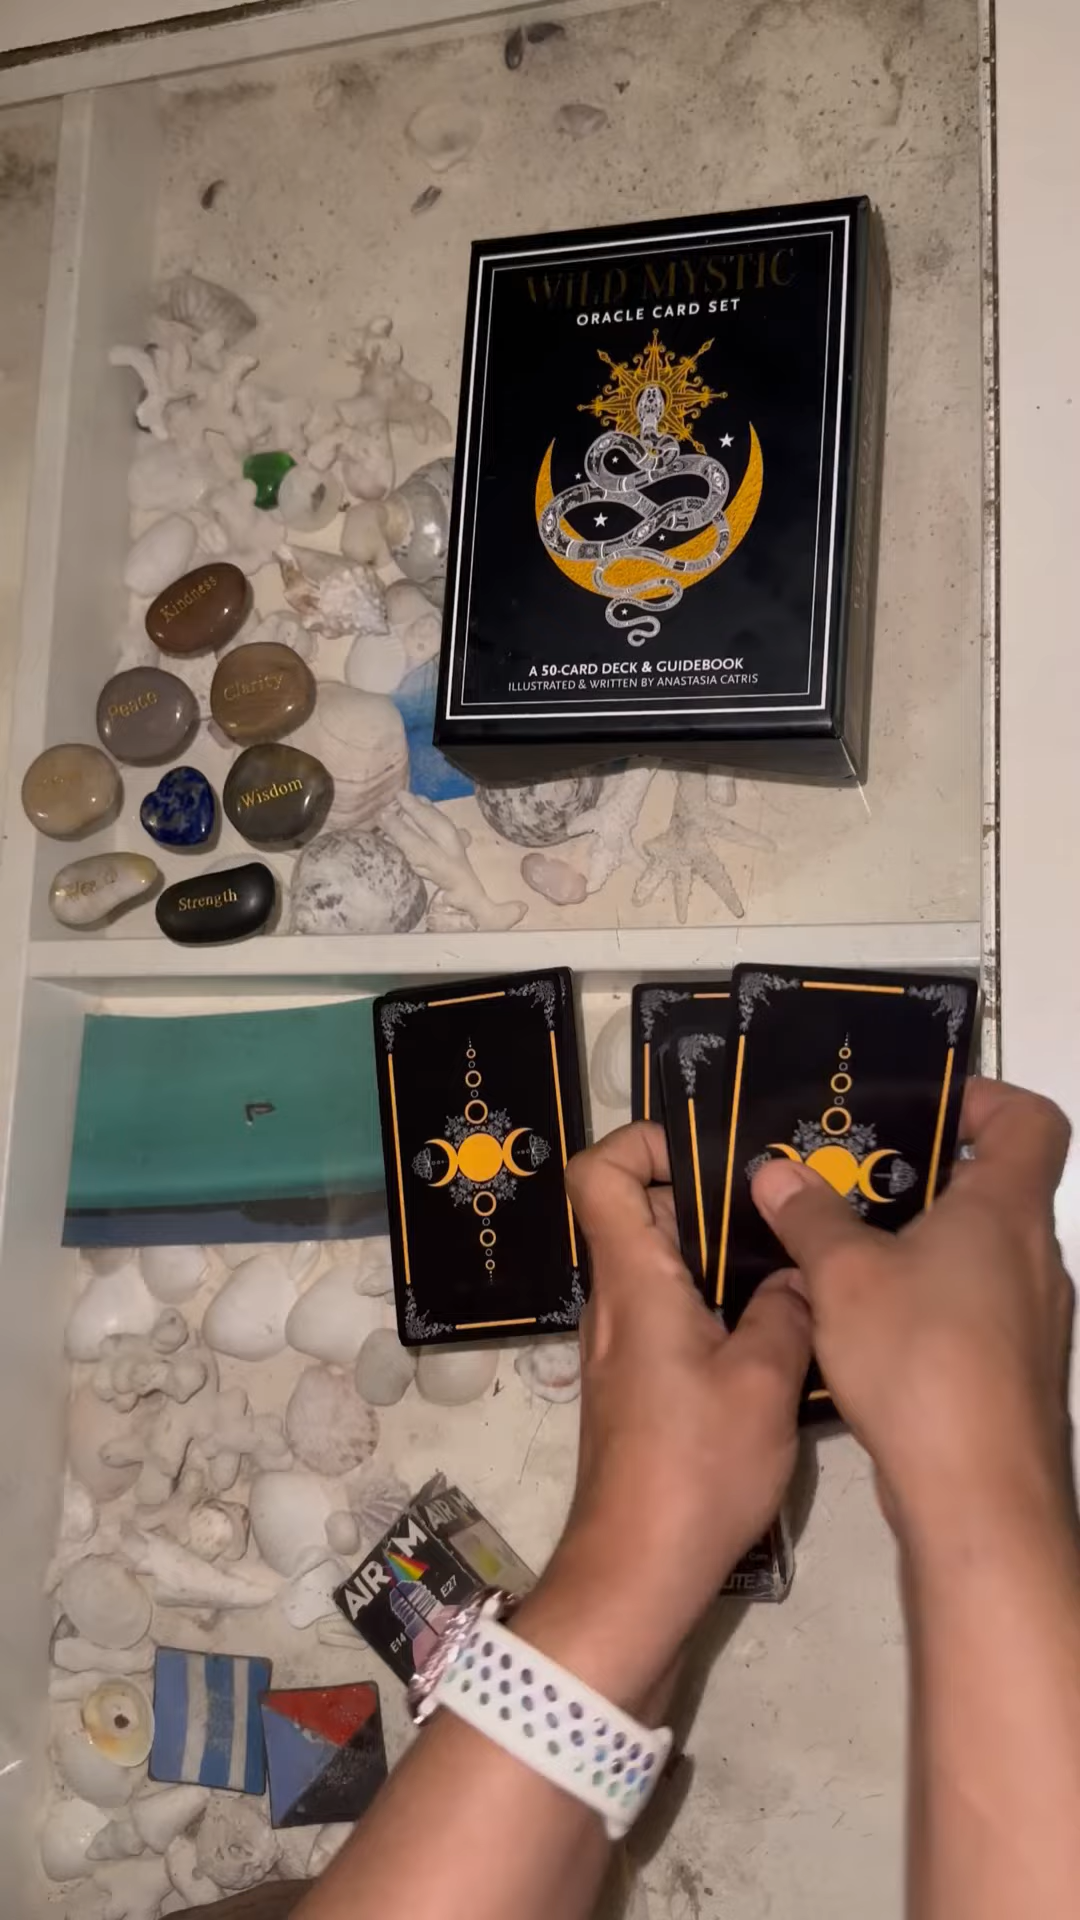 WILD MYSTIC
ORACLE CARD SET
A 50-CARD DECK & GUIDEBOOK
ILLUSTRATED & WRITTEN BY ANASTASIA CATRIS
Kindness
Clarity
Peace
Wisdom
Strength
AIR M
AIR M
E27
E14